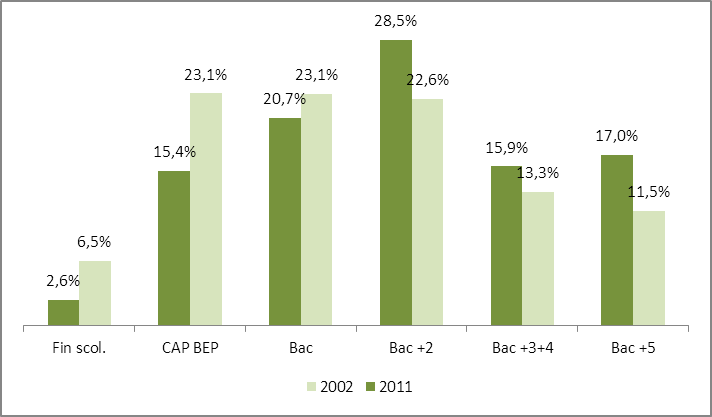 28,5%
23,1%
23,1%
22,6%
20,7%
15,4%
15,9%
17,0%
13,3%
11,5%
6,5%
2,6%
Fin scol.
CAP BEP
Bac
Bac +2
Bac +3+4
Bac +5
2002
2011